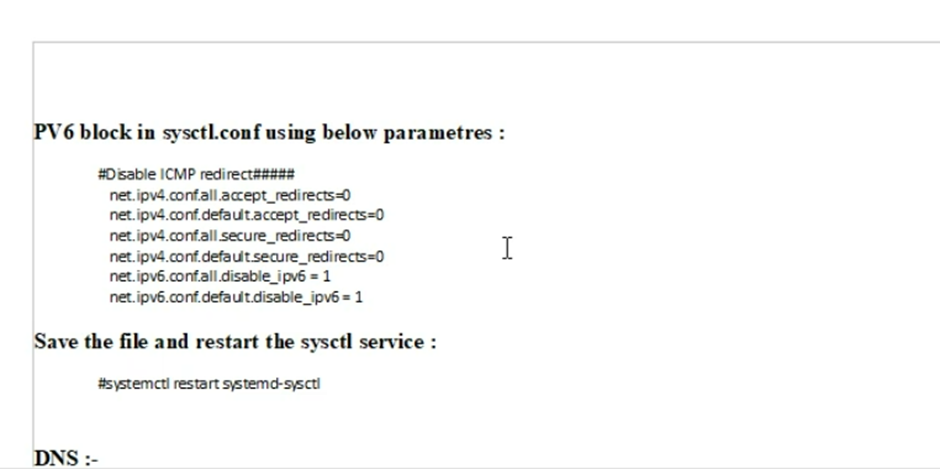 PV6 block in sysctl.conf using below parametres :
#Disable ICMP redirect#####
net.ipv4.conf.all.accept_redirects=0
net.ipv4.conf.default.accept_redirects=0
net.ipv4.conf.all.secure_redirects=0
net.ipv4.conf.default.secure_redirects=0
net.ipv6.conf.all.disable_ipv6 = 1
net.ipv6.conf.default.disable_ipv6 = 1
Save the file and restart the sysctl service :
#systemctl restart systemd-sysctl
DNS :-